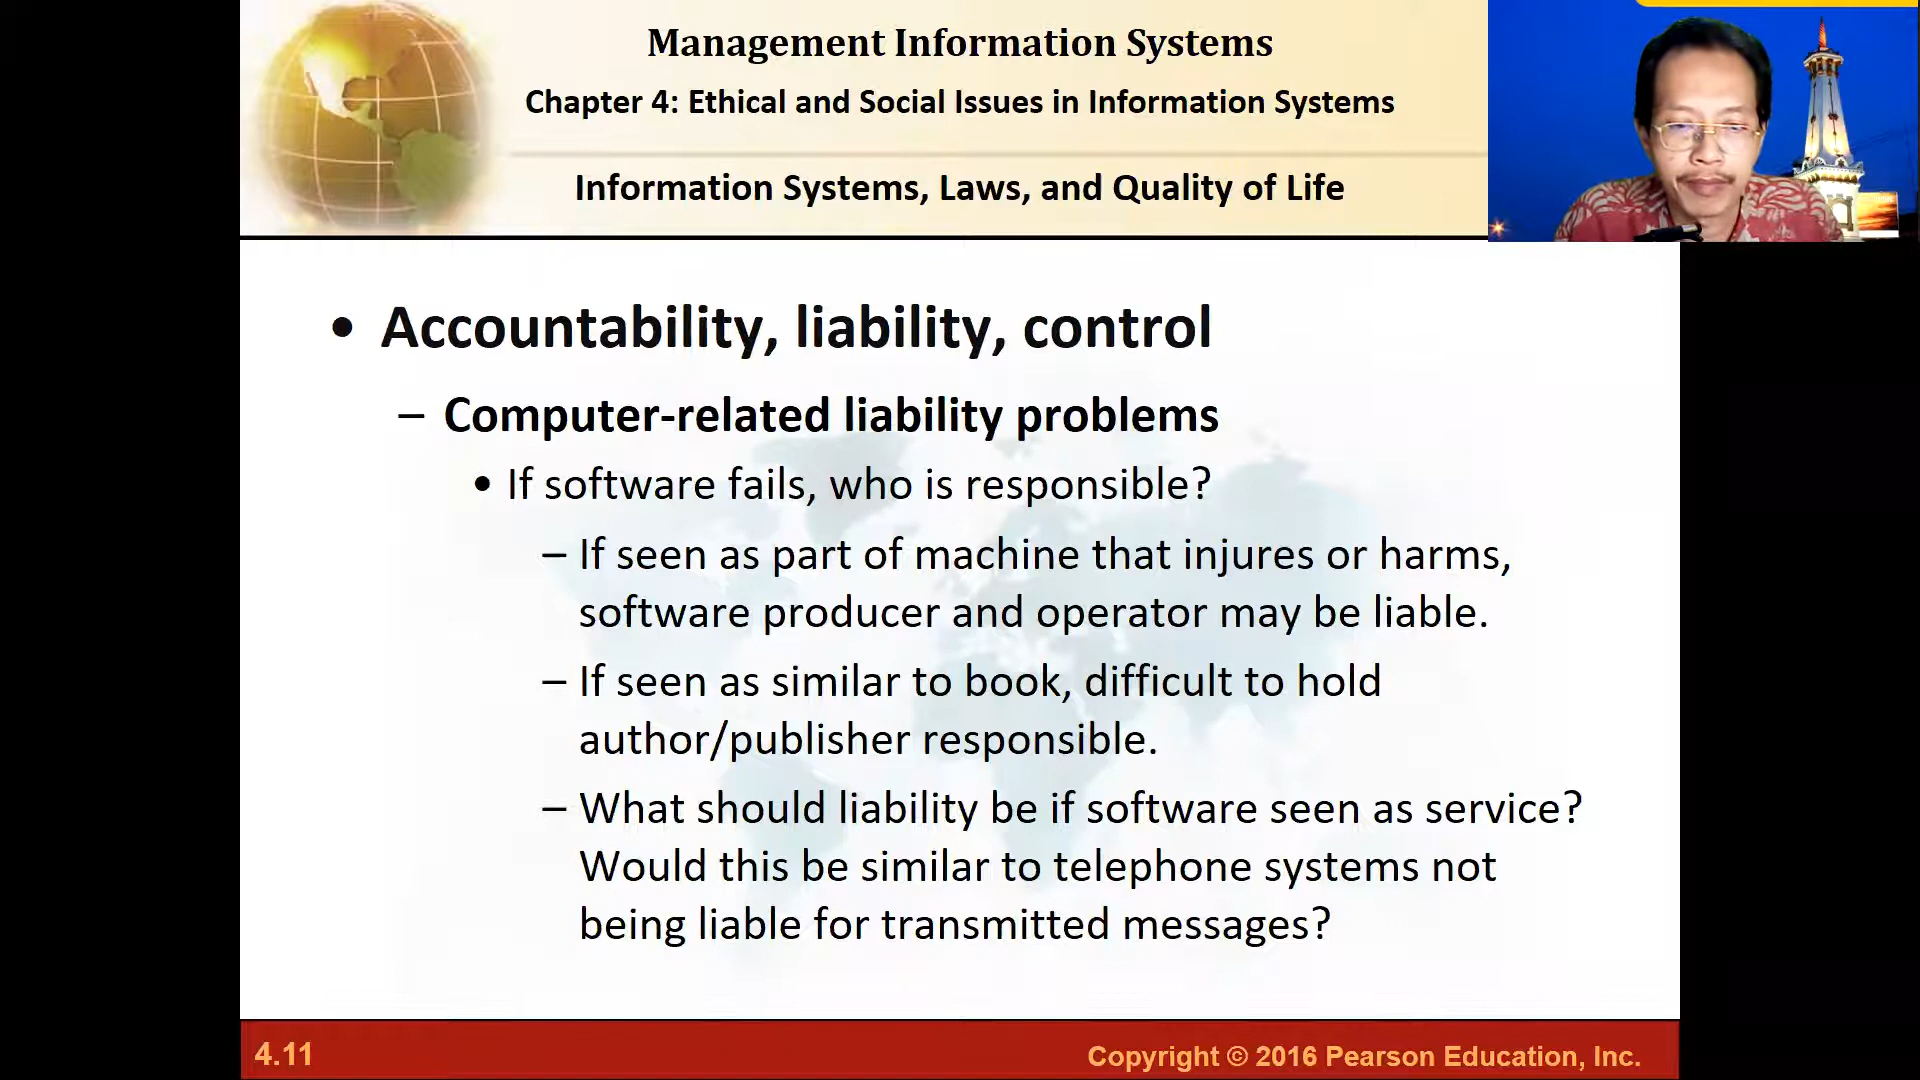 Management Information Systems
Chapter 4: Ethical and Social Issues in Information Systems
Information Systems, Laws, and Quality of Life
• Accountability, liability, control
– Computer-related liability problems
• If software fails, who is responsible?
– If seen as part of machine that injures or harms,
software producer and operator may be liable.
– If seen as similar to book, difficult to hold
author/publisher responsible.
– What should liability be if software seen as service?
Would this be similar to telephone systems not
being liable for transmitted messages?
4.11
Copyright © 2016 Pearson Education, Inc.